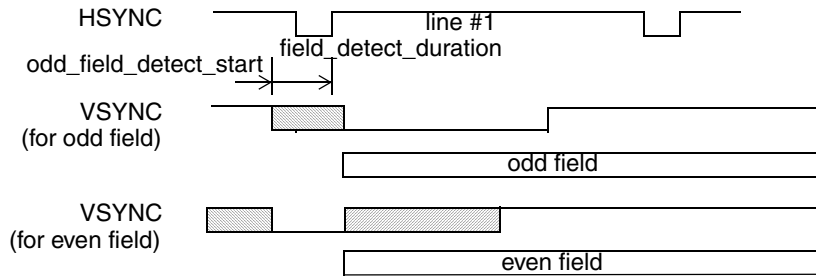 HSYNC
line #1
field_detect_duration
odd_field_detect_start
VSYNC
(for odd field)
odd field
VSYNC
(for even field)
even field